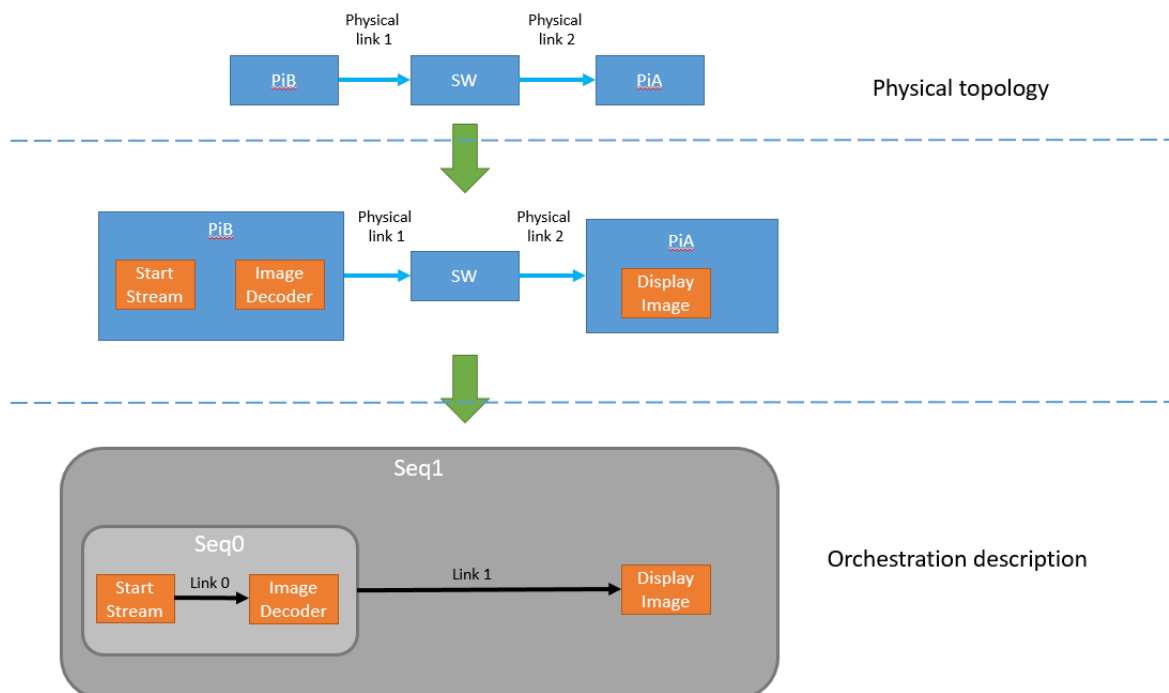 Physical
link 1
Physical
link 2
PiB
SW
PiA
Physical topology
PiB
Physical
link 1
Physical
link 2
PiA
Start
Stream
Image
Decoder
SW
Display
Image
Seq1
Seq0
Start
Stream
Link 0
Image
Decoder
Link 1
Display
Image
Orchestration description